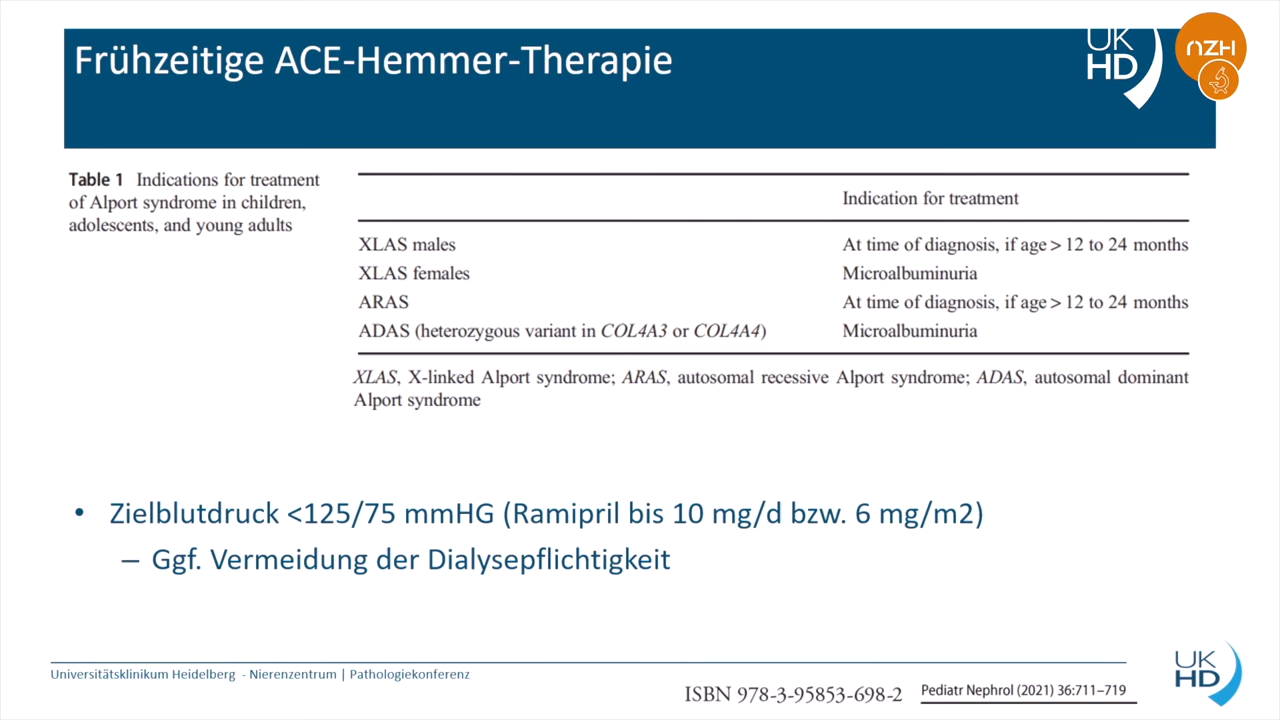 Frühzeitige ACE-Hemmer-Therapie
UK
HD
nZH
Table 1 Indications for treatment
of Alport syndrome in children,
adolescents, and young adults
Indication for treatment
XLAS males At time of diagnosis, if age > 12 to 24 months
XLAS females Microalbuminuria
ARAS At time of diagnosis, if age > 12 to 24 months
ADAS (heterozygous variant in COL4A3 or COL4A4) Microalbuminuria
XLAS, X-linked Alport syndrome; ARAS, autosomal recessive Alport syndrome; ADAS, autosomal dominant
Alport syndrome
• Zielblutdruck <125/75 mmHG (Ramipril bis 10 mg/d bzw. 6 mg/m2)
– Ggf. Vermeidung der Dialysepflichtigkeit
Universitätsklinikum Heidelberg - Nierenzentrum | Pathologiekonferenz
ISBN 978-3-95853-698-2
Pediatr Nephrol (2021) 36:711–719
UK
HD